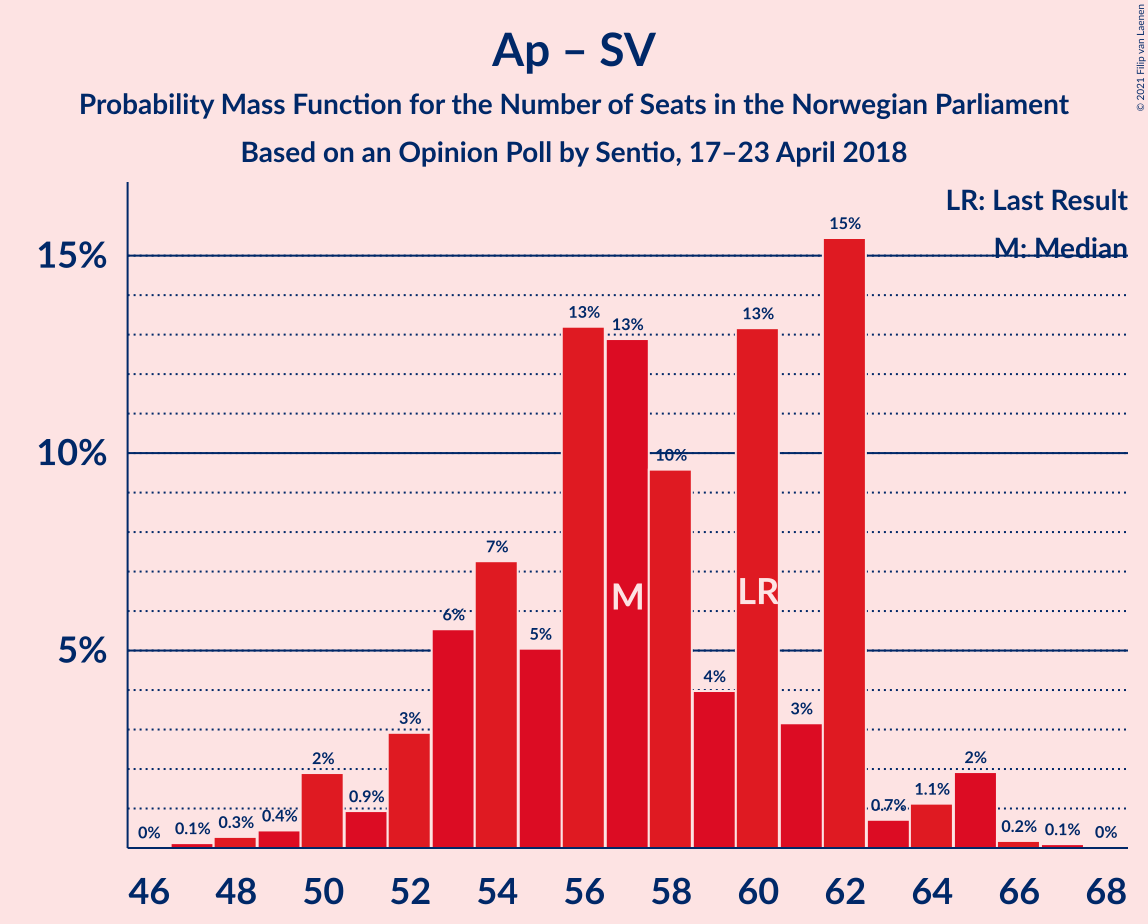 Ap – SV
Probability Mass Function for the Number of Seats in the Norwegian Parliament
Based on an Opinion Poll by Sentio, 17–23 April 2018
© 2021 Filip van Laenen
LR: Last Result
M: Median
15%
10%
5%
0%
0.1%
0.3%
0.4%
2%
0.9%
3%
6%
7%
5%
13%
13%
10%
4%
13%
3%
15%
0.7%
1.1%
2%
0.2%
0.1%
0%
M
LR
46 48 50 52 54 56 58 60 62 64 66 68